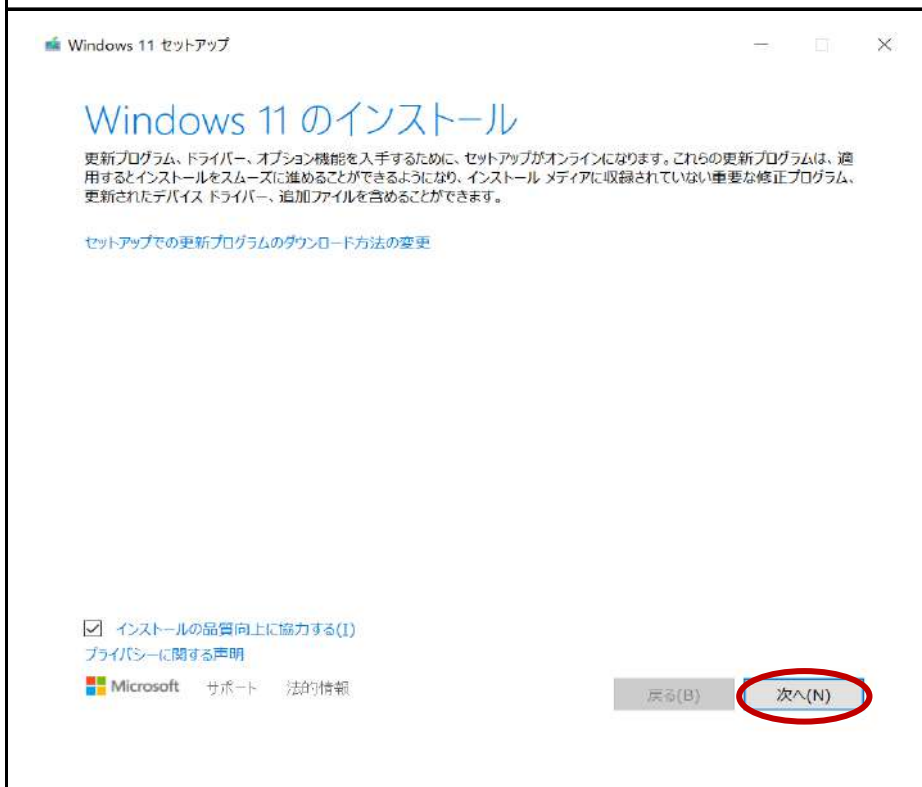 Windows 11 セットアップ
Windows 11 のインストール
更新プログラム、ドライバー、オプション機能を入手するために、セットアップがオンラインになります。これらの更新プログラムは、適
用するとインストールをスムーズに進めることができるようになり、インストール メディアに収録されていない重要な修正プログラム、
更新されたデバイス ドライバー、追加ファイルを含めることができます。
セットアップでの更新プログラムのダウンロード方法の変更
インストールの品質向上に協力する(I)
プライバシーに関する声明
Microsoft サポート 法的情報
戻る(B) 次へ(N)